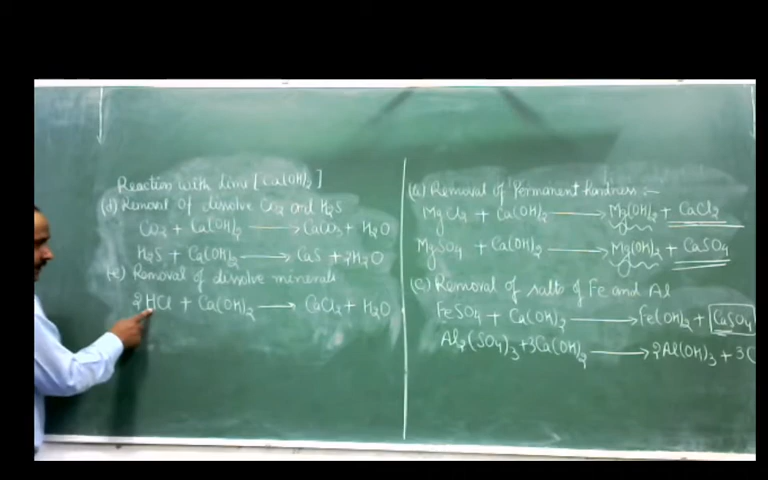 Reaction with lime [Ca(OH)₂]
(d) Removal of dissolve CO₂ and H₂S
CO₂ + Ca(OH)₂ → CaCO₃ + H₂O
H₂S + Ca(OH)₂ → CaS + 2H₂O
(e) Removal of dissolve minerals
2HCl + Ca(OH)₂ → CaCl₂ + H₂O
(a) Removal of Permanent hardness :-
MgCl₂ + Ca(OH)₂ → Mg(OH)₂ + CaCl₂
MgSO₄ + Ca(OH)₂ → Mg(OH)₂ + CaSO₄
(c) Removal of salts of Fe and Al
FeSO₄ + Ca(OH)₂ → Fe(OH)₂ + CaSO₄
Al₂(SO₄)₃ + 3Ca(OH)₂ → 2Al(OH)₃ + 3C